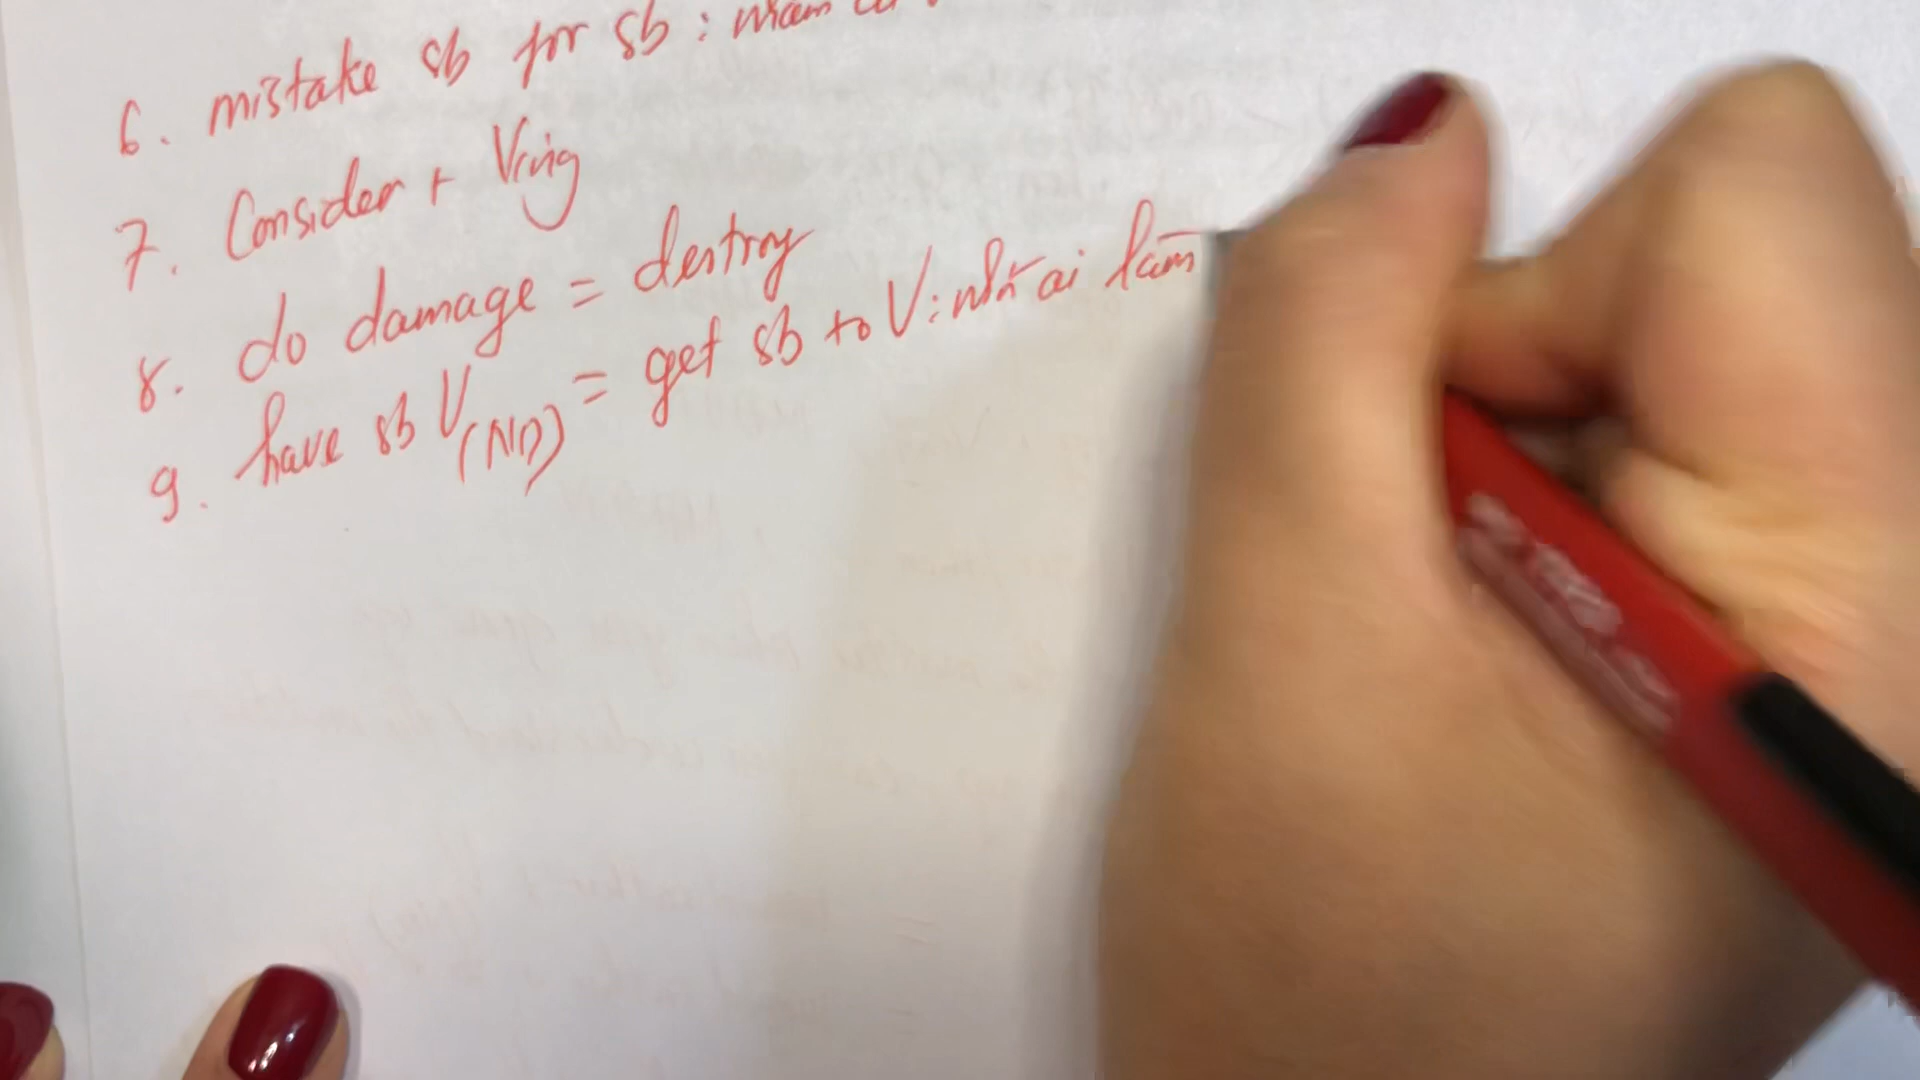 6. mistake sb for sb :
7. Consider + Ving
8. do damage = destroy
9. have sb V (ND) = get sb to V : nhờ ai làm